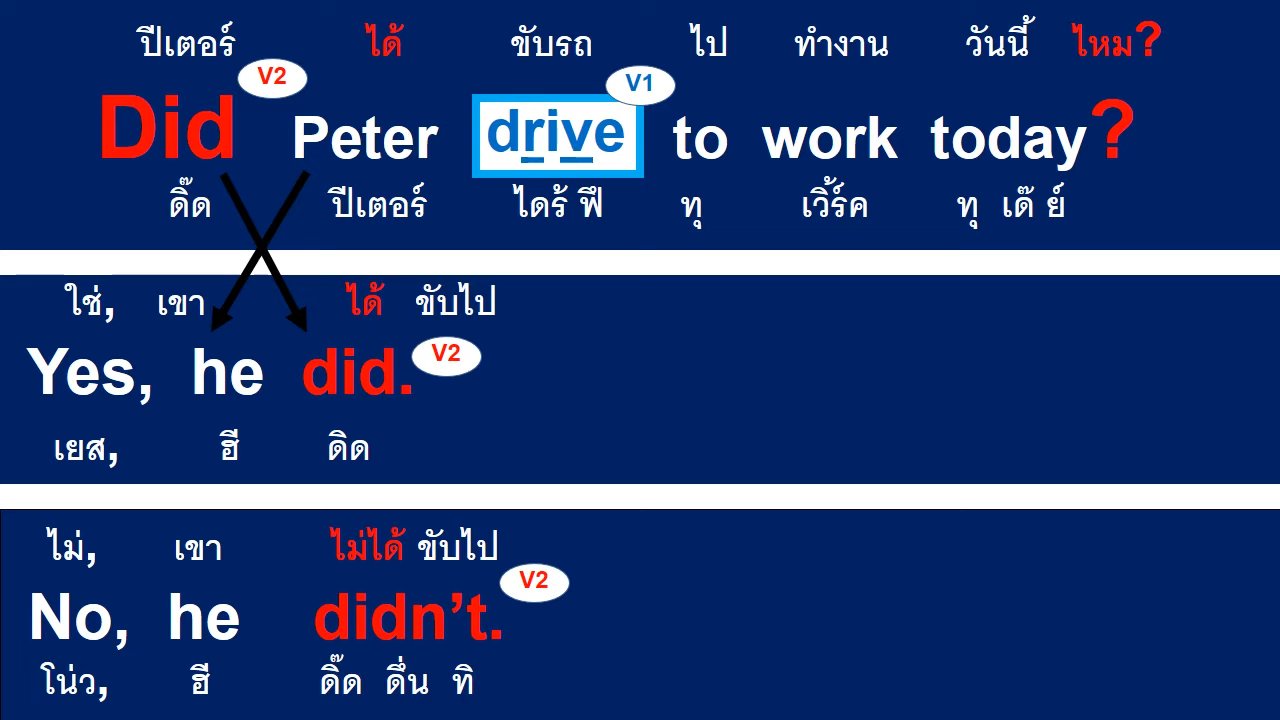 ปีเตอร์ ได้ ขับรถ ไป ทำงาน วันนี้ ไหม?
V2 V1
Did Peter drive to work today?
ดิ๊ด ปีเตอร์ ไดร้ ฟึ ทุ เวิ้ร์ค ทุ เด๊ ย์
ใช่, เขา ได้ ขับไป
Yes, he did. V2
เยส, ฮี ดิด
ไม่, เขา ไม่ได้ ขับไป
V2
No, he didn’t.
โน่ว, ฮี ดิ๊ด ดึ่น ทิ